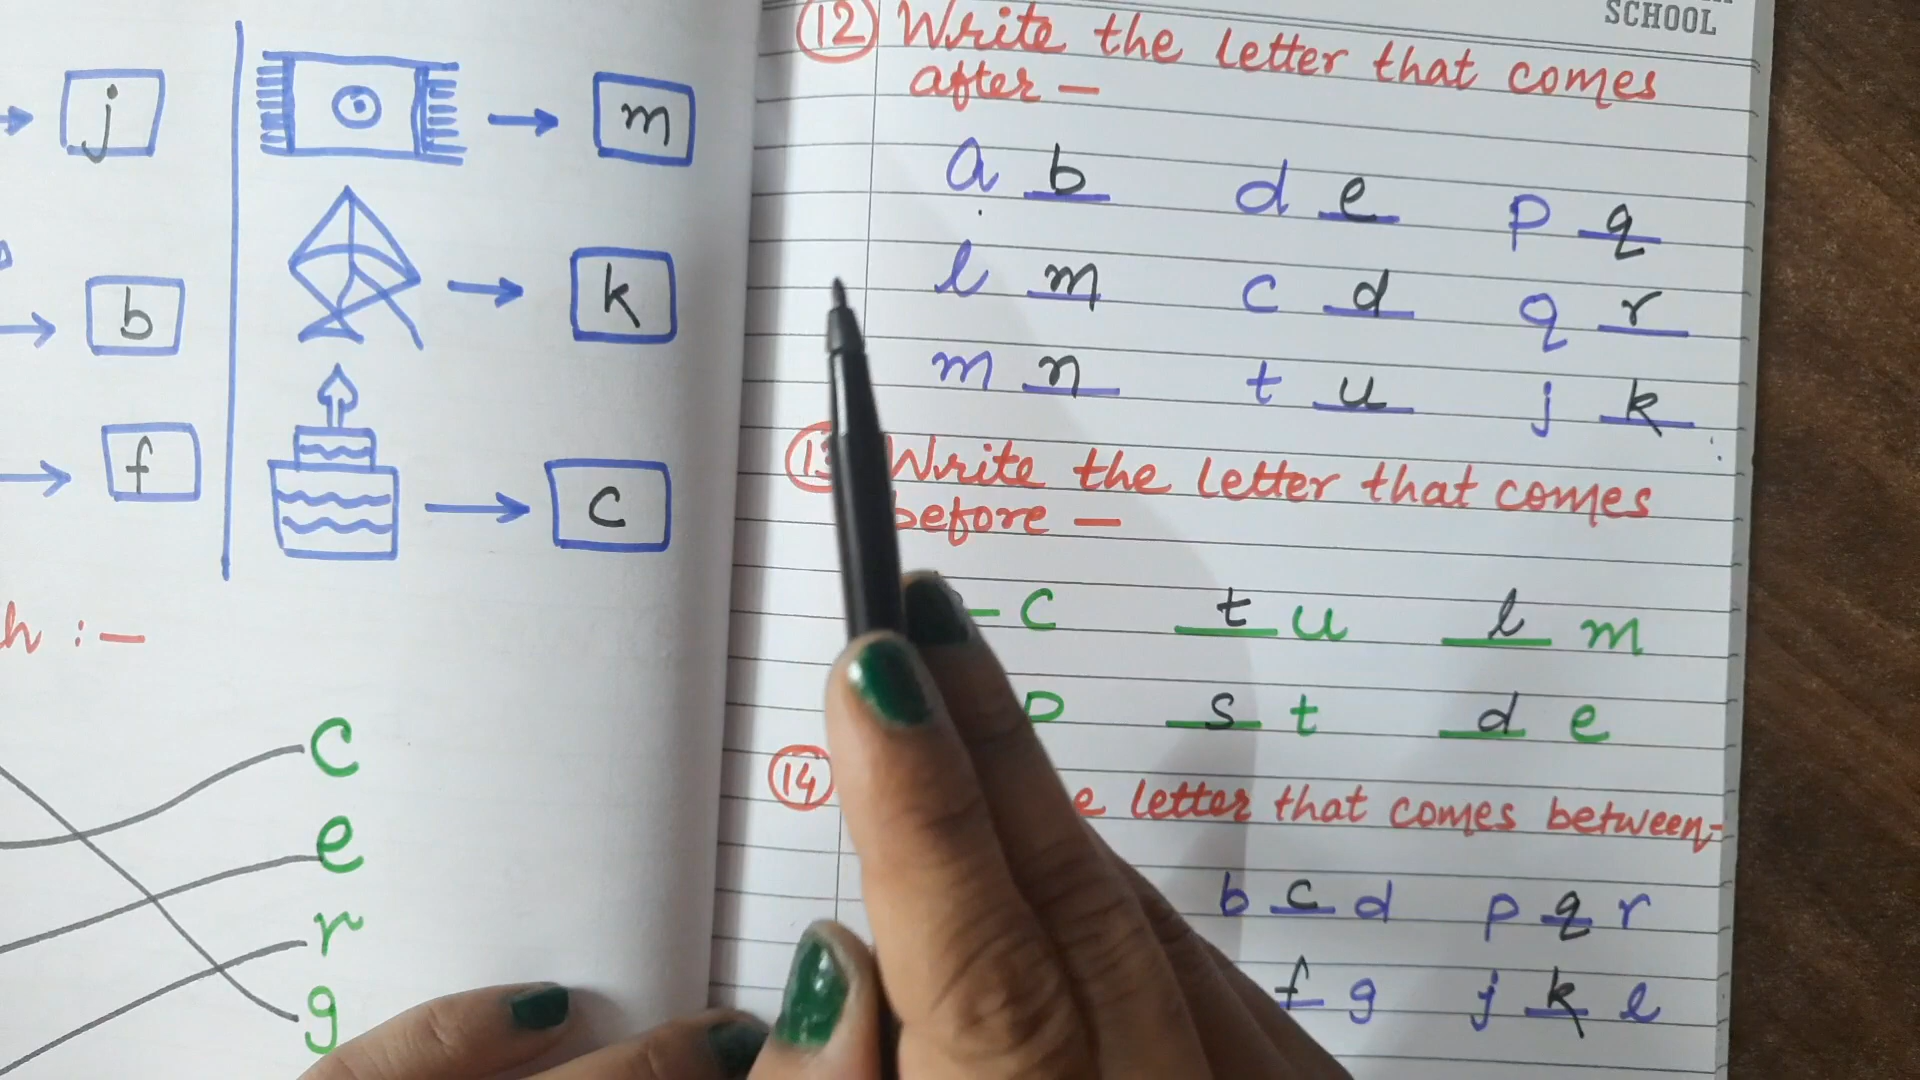 j
m
b
k
f
c
h :-
c
e
r
g
SCHOOL
12 Write the letter that comes
after -
a b d e p q
l m c d q r
m n t u j k
13 Write the letter that comes
before -
c t u l m
p s t d e
14 letter that comes between-
b c d p q r
f g j k l